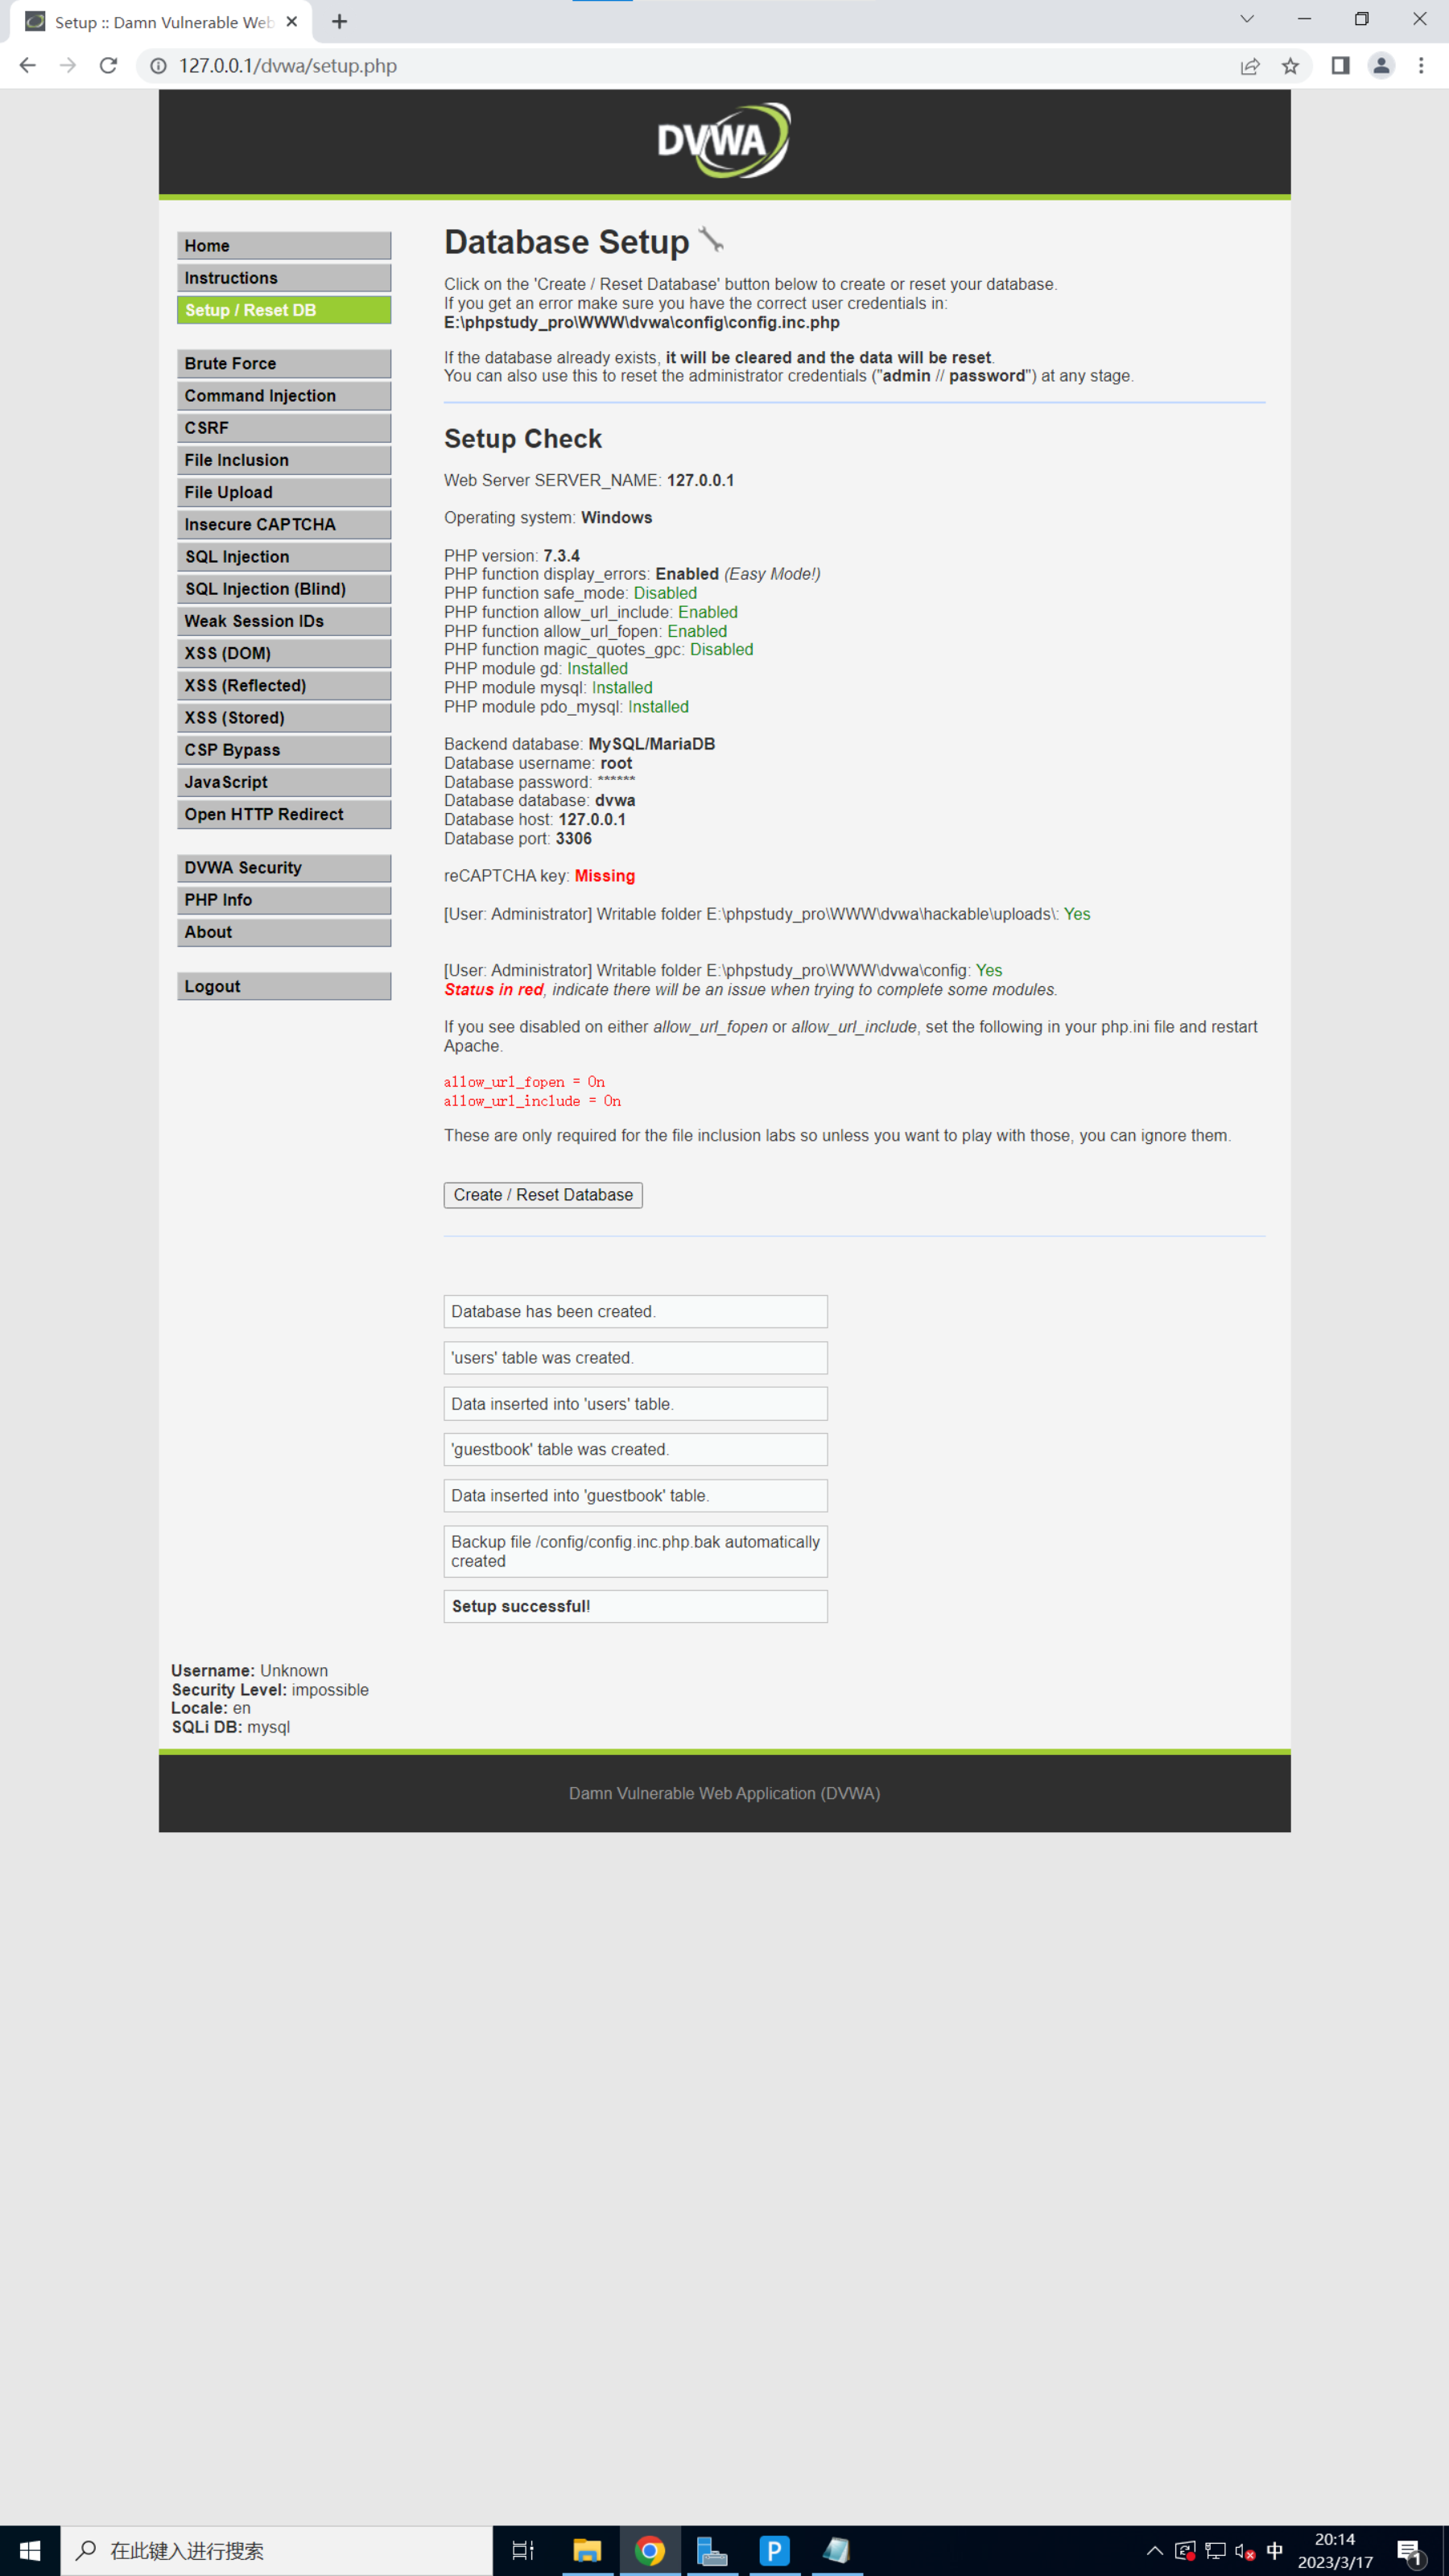 Setup :: Damn Vulnerable Web
127.0.0.1/dvwa/setup.php
DVWA
Home
Instructions
Setup / Reset DB
Brute Force
Command Injection
CSRF
File Inclusion
File Upload
Insecure CAPTCHA
SQL Injection
SQL Injection (Blind)
Weak Session IDs
XSS (DOM)
XSS (Reflected)
XSS (Stored)
CSP Bypass
JavaScript
Open HTTP Redirect
DVWA Security
PHP Info
About
Logout
Database Setup
Click on the 'Create / Reset Database' button below to create or reset your database.
If you get an error make sure you have the correct user credentials in:
E:\phpstudy_pro\WWW\dvwa\config\config.inc.php
If the database already exists, it will be cleared and the data will be reset.
You can also use this to reset the administrator credentials ("admin // password") at any stage.
Setup Check
Web Server SERVER_NAME: 127.0.0.1
Operating system: Windows
PHP version: 7.3.4
PHP function display_errors: Enabled (Easy Mode!)
PHP function safe_mode: Disabled
PHP function allow_url_include: Enabled
PHP function allow_url_fopen: Enabled
PHP function magic_quotes_gpc: Disabled
PHP module gd: Installed
PHP module mysql: Installed
PHP module pdo_mysql: Installed
Backend database: MySQL/MariaDB
Database username: root
Database password: ******
Database database: dvwa
Database host: 127.0.0.1
Database port: 3306
reCAPTCHA key: Missing
[User: Administrator] Writable folder E:\phpstudy_pro\WWW\dvwa\hackable\uploads\: Yes
[User: Administrator] Writable folder E:\phpstudy_pro\WWW\dvwa\config: Yes
Status in red, indicate there will be an issue when trying to complete some modules.
If you see disabled on either allow_url_fopen or allow_url_include, set the following in your php.ini file and restart
Apache.
allow_url_fopen = On
allow_url_include = On
These are only required for the file inclusion labs so unless you want to play with those, you can ignore them.
Create / Reset Database
Database has been created.
'users' table was created.
Data inserted into 'users' table.
'guestbook' table was created.
Data inserted into 'guestbook' table.
Backup file /config/config.inc.php.bak automatically
created
Setup successful!
Username: Unknown
Security Level: impossible
Locale: en
SQLi DB: mysql
Damn Vulnerable Web Application (DVWA)
在此键入进行搜索
P
中
20:14
2023/3/17
1